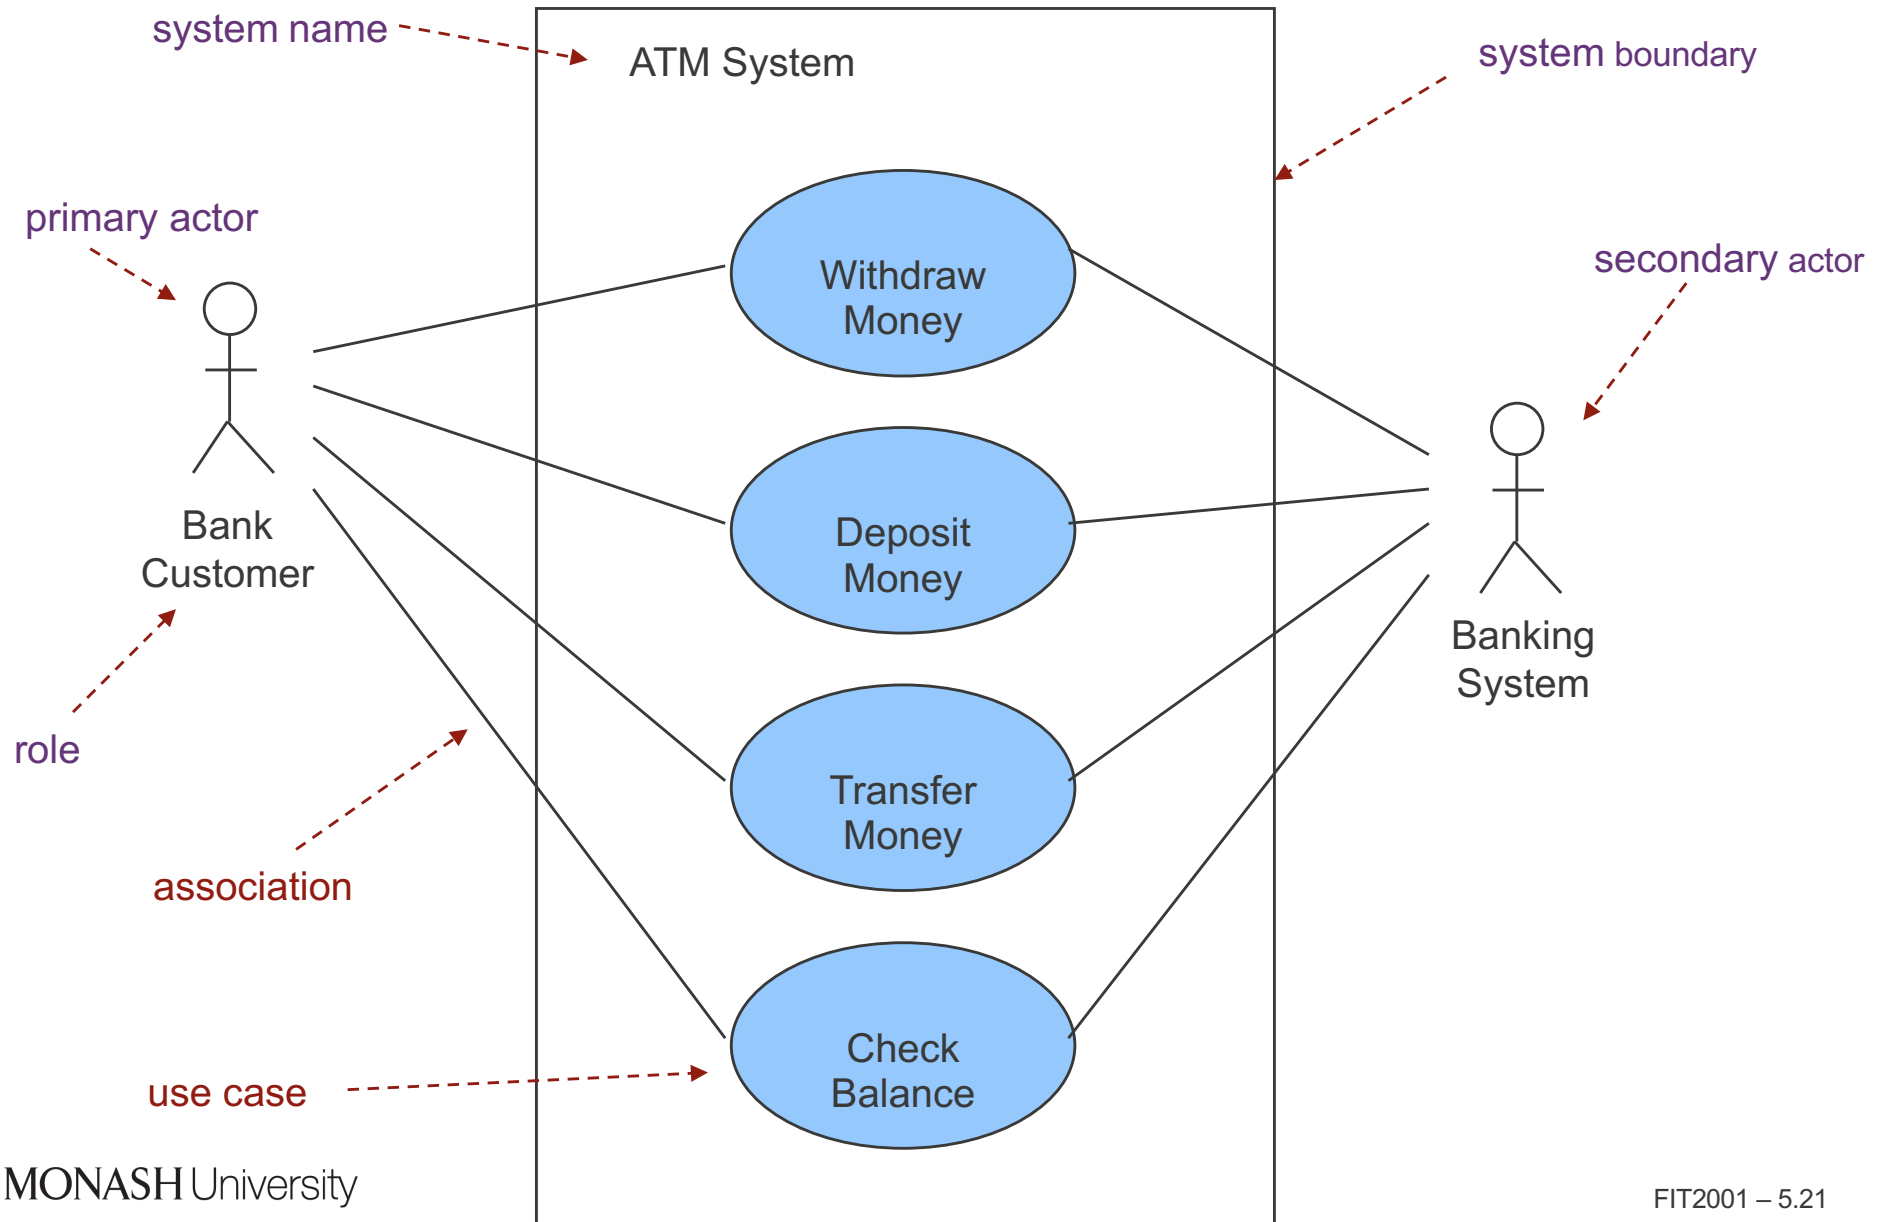 system name
ATM System
system boundary
primary actor
secondary actor
Withdraw
Money
Bank
Customer
Deposit
Money
Banking
System
role
Transfer
Money
association
Check
Balance
use case
MONASH University
FIT2001 – 5.21